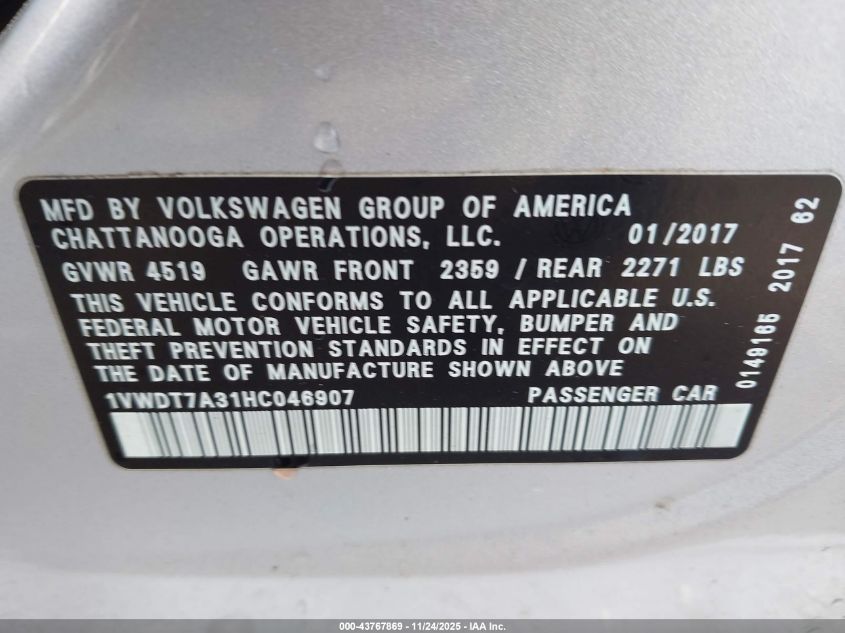 MFD BY VOLKSWAGEN GROUP OF AMERICA
CHATTANOOGA OPERATIONS, LLC. 01/2017
GVWR 4519 GAWR FRONT 2359 / REAR 2271 LBS
THIS VEHICLE CONFORMS TO ALL APPLICABLE U.S.
FEDERAL MOTOR VEHICLE SAFETY, BUMPER AND
THEFT PREVENTION STANDARDS IN EFFECT ON
THE DATE OF MANUFACTURE SHOWN ABOVE
1VWDT7A31HC046907 PASSENGER CAR
0149165 2017 62
000-43767869 - 11/24/2025 - IAA Inc.